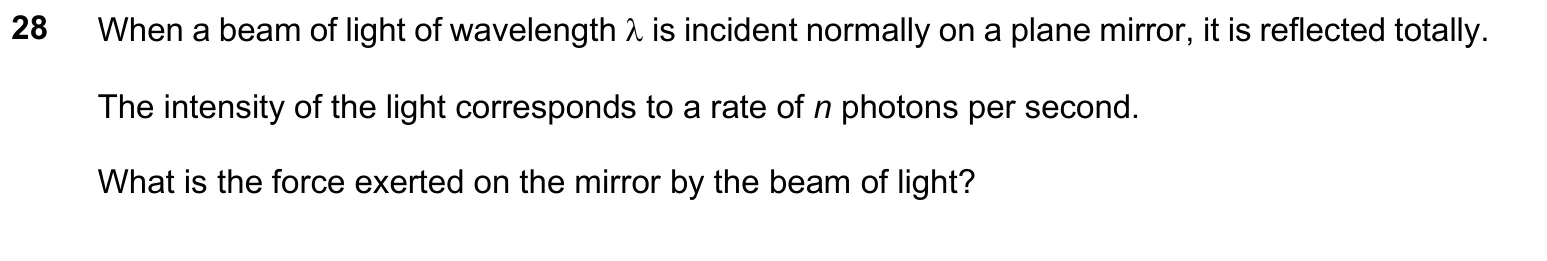 28 When a beam of light of wavelength λ is incident normally on a plane mirror, it is reflected totally.
The intensity of the light corresponds to a rate of n photons per second.
What is the force exerted on the mirror by the beam of light?